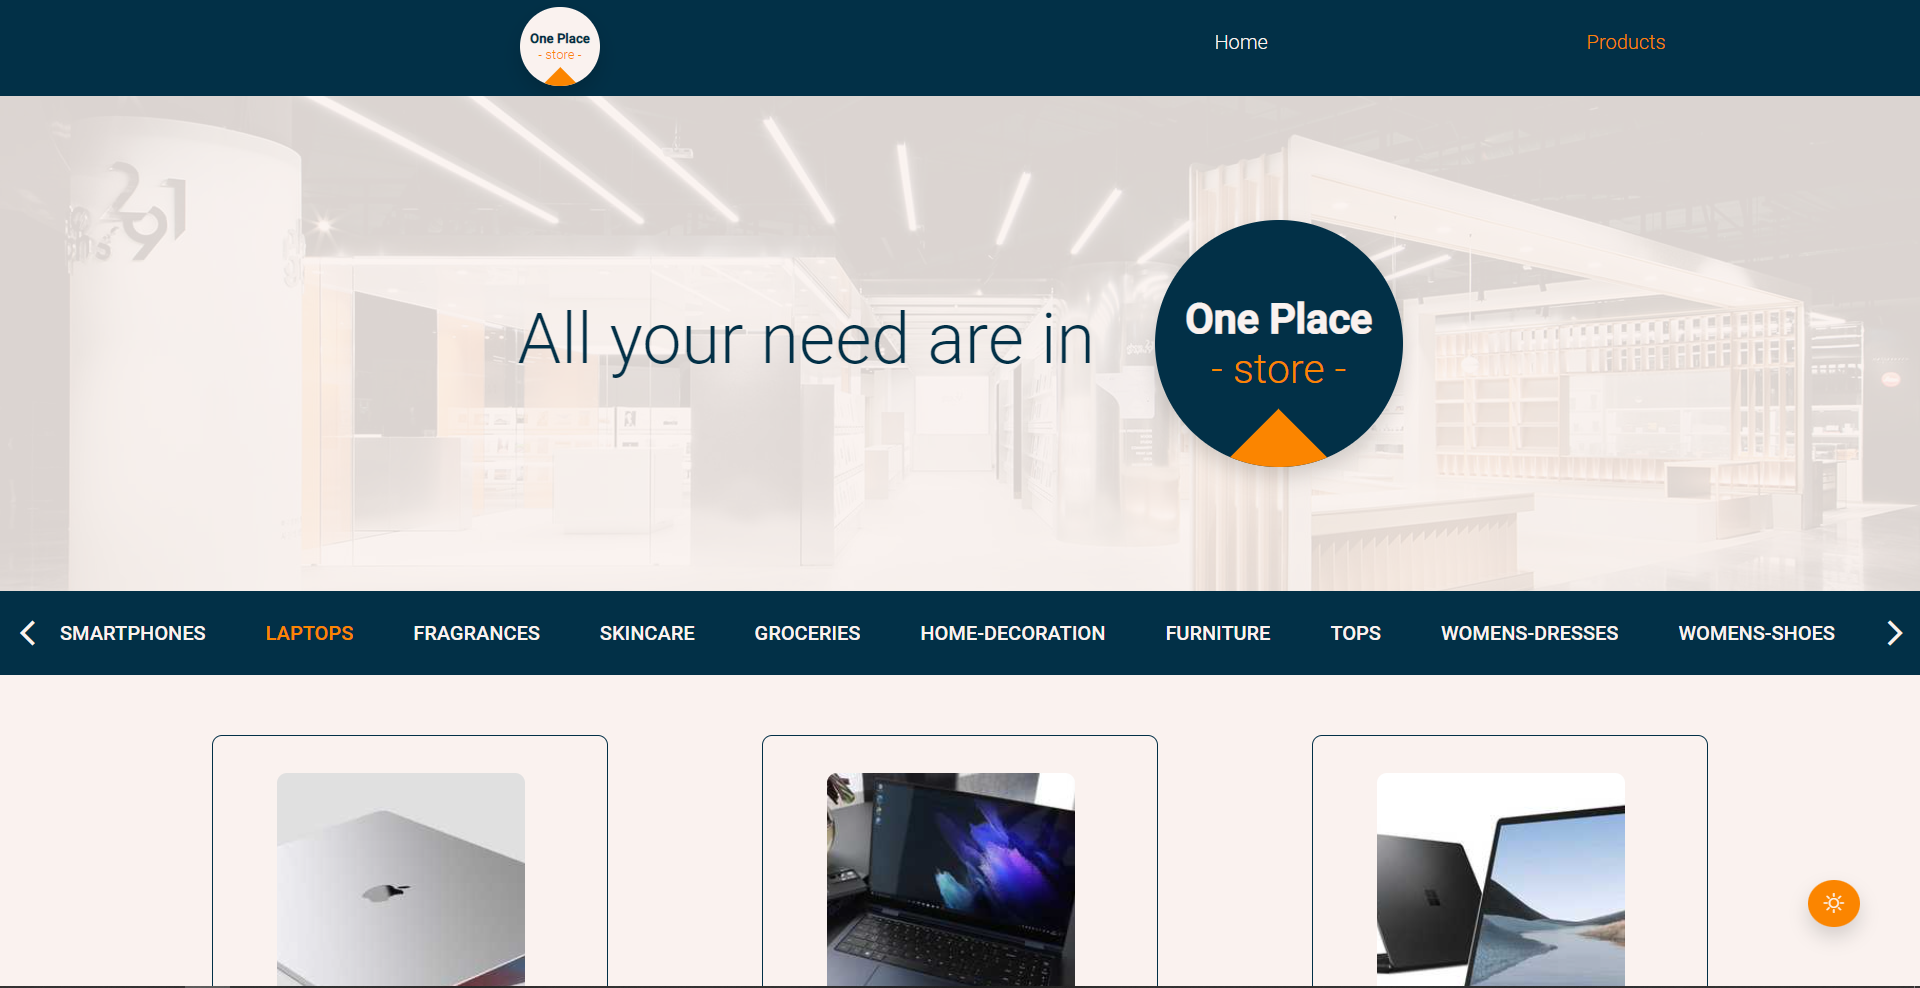 One Place
- store -
Home
Products
All your need are in
One Place
- store -
SMARTPHONES
LAPTOPS
FRAGRANCES
SKINCARE
GROCERIES
HOME-DECORATION
FURNITURE
TOPS
WOMENS-DRESSES
WOMENS-SHOES